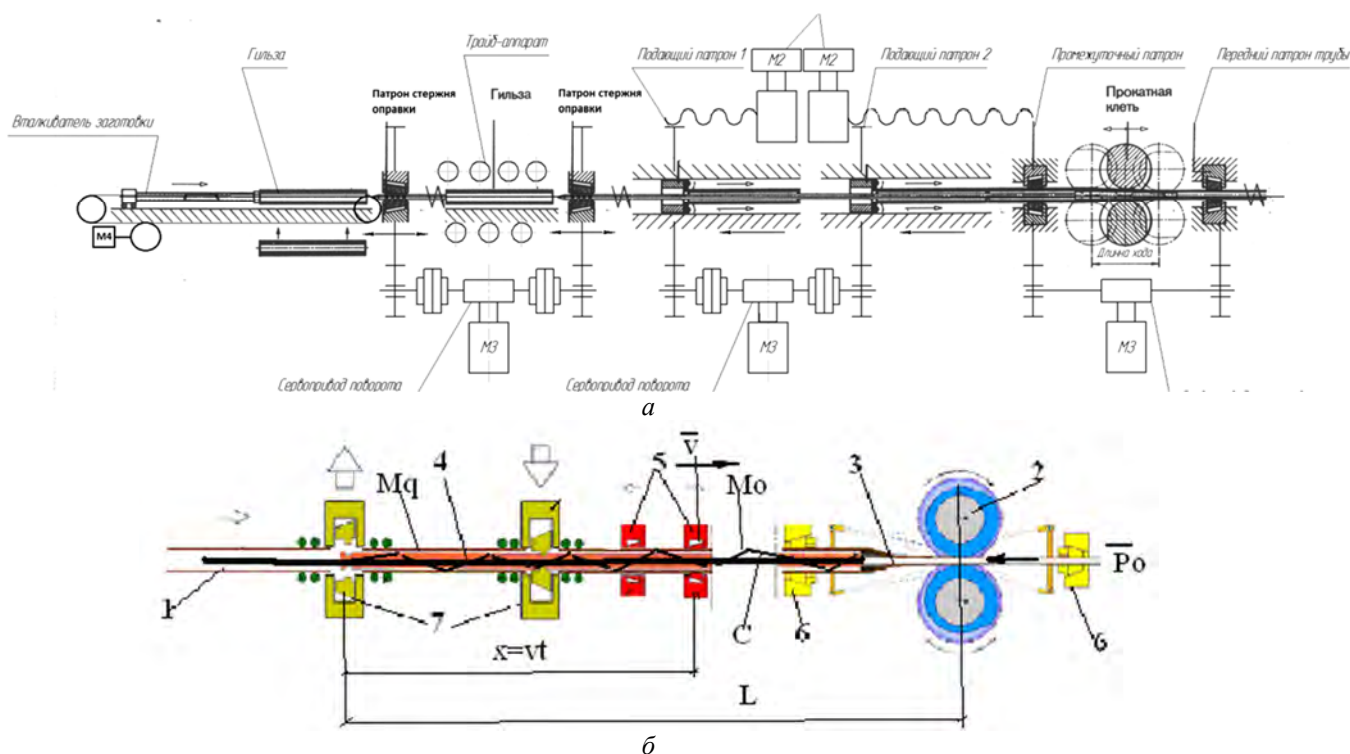 Гильза
Трайб-аппарат
Подающий патрон 1
M2
M2
Подающий патрон 2
Промежуточный патрон
Передний патрон трубы
Вталкиватель заготовки
Патрон стержня
оправки
Гильза
Патрон стержня
оправки
Прокатная
клеть
M4
Длинна хода
M3
M3
M3
Сервопривод поворота
Сервопривод поворота
а
Mq
4
5
v
Mo
3
2
Po
1
7
C
6
6
x=vt
L
б